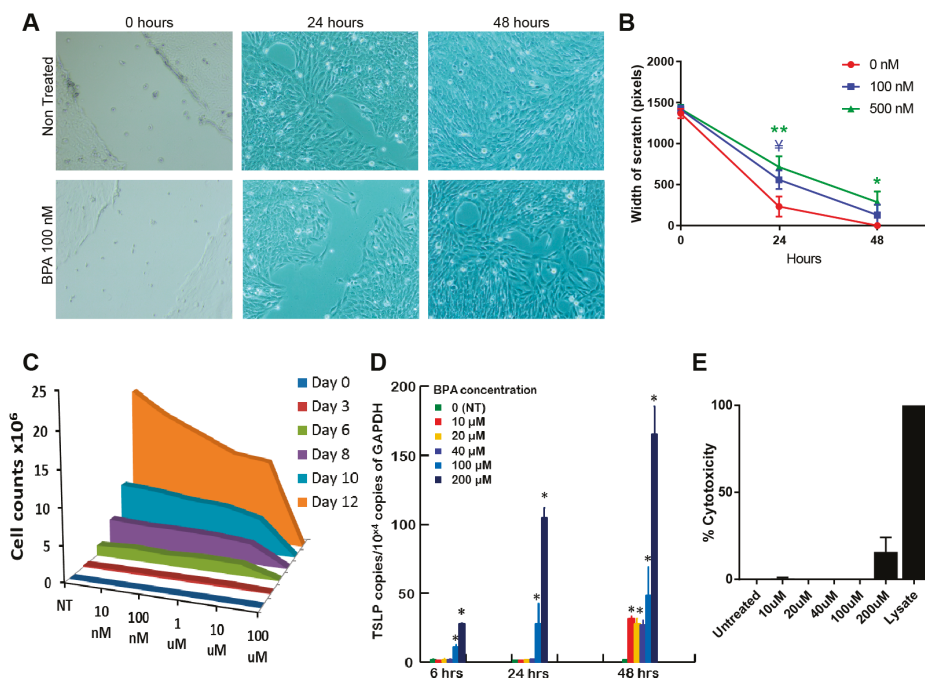 A
0 hours
24 hours
48 hours
Non Treated
BPA 100 nM
B
2000
1500
1000
500
0
Width of scratch (pixels)
0 nM
100 nM
500 nM
**
¥
*
0
24
48
Hours
C
25
20
15
10
5
0
Cell counts x10⁶
NT
10 nM
100 nM
1 uM
10 uM
100 uM
Day 0
Day 3
Day 6
Day 8
Day 10
Day 12
D
200
150
100
50
00
TSLP copies/10ˣ⁴ copies of GAPDH
BPA concentration
0 (NT)
10 µM
20 µM
40 µM
100 µM
200 µM
* *
* *
* * * *
6 hrs
24 hrs
48 hrs
E
100
50
0
% Cytotoxicity
Untreated
10uM
20uM
40uM
100uM
200uM
Lysate